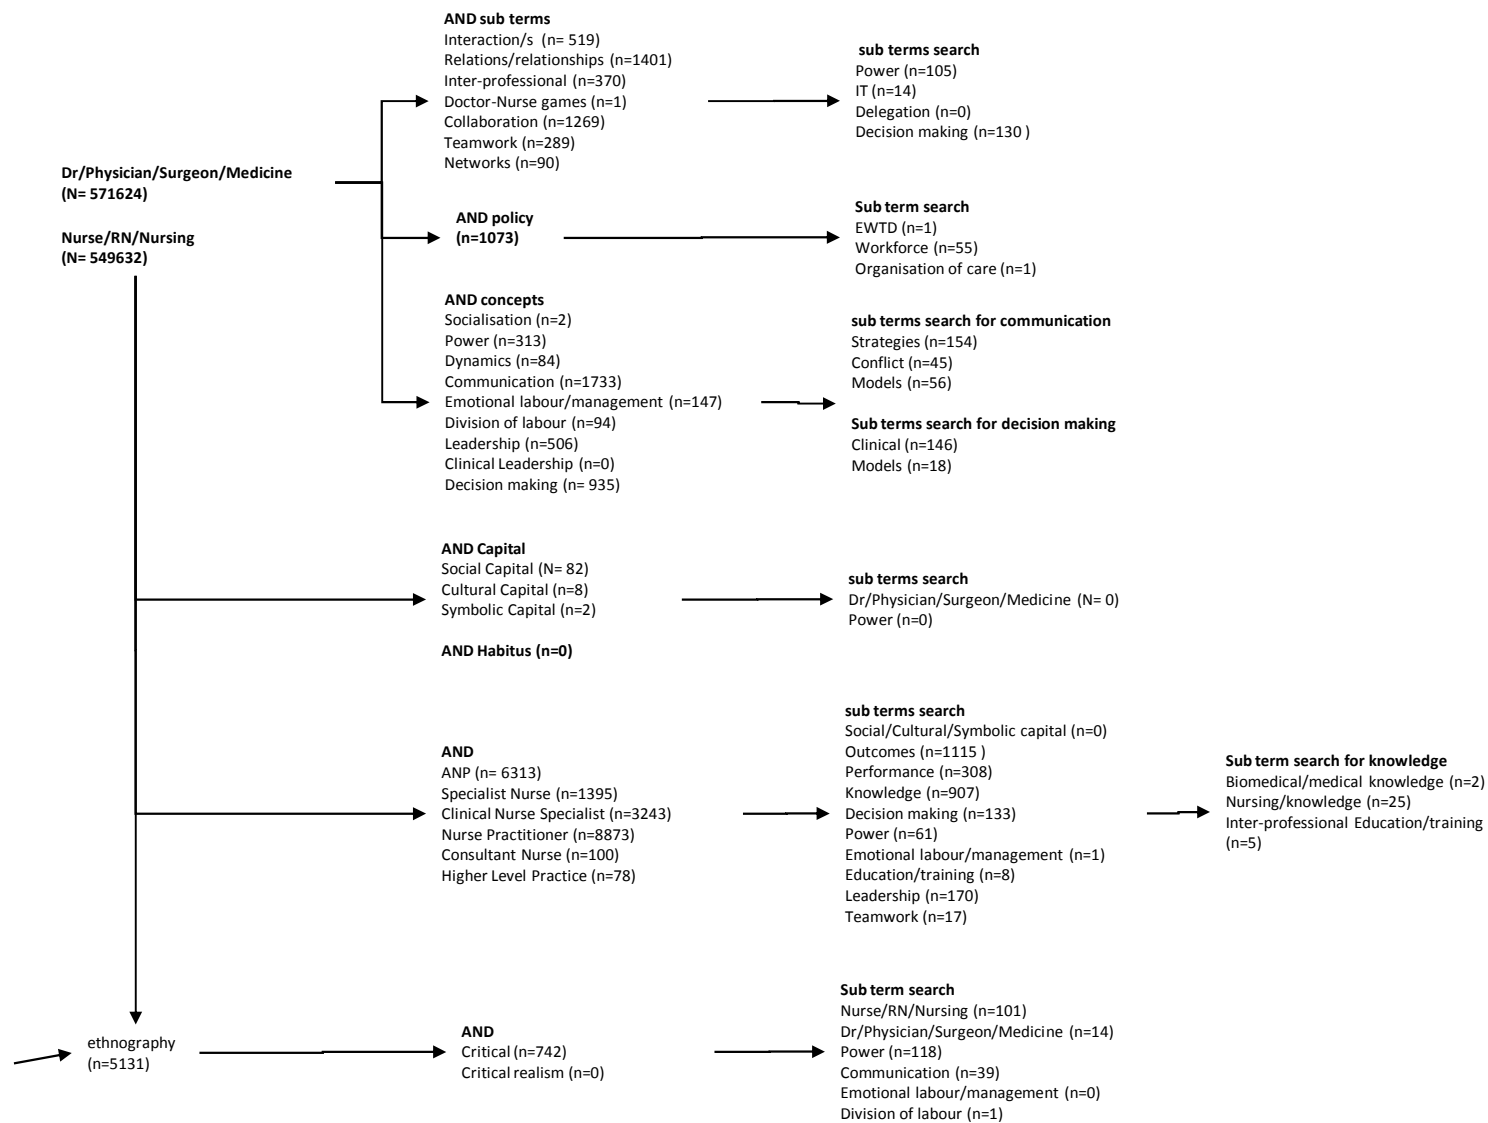 Dr/Physician/Surgeon/Medicine
(N= 571624)
Nurse/RN/Nursing
(N= 549632)
AND sub terms
Interaction/s (n= 519)
Relations/relationships (n=1401)
Inter-professional (n=370)
Doctor-Nurse games (n=1)
Collaboration (n=1269)
Teamwork (n=289)
Networks (n=90)
sub terms search
Power (n=105)
IT (n=14)
Delegation (n=0)
Decision making (n=130 )
AND policy
(n=1073)
Sub term search
EWTD (n=1)
Workforce (n=55)
Organisation of care (n=1)
AND concepts
Socialisation (n=2)
Power (n=313)
Dynamics (n=84)
Communication (n=1733)
Emotional labour/management (n=147)
Division of labour (n=94)
Leadership (n=506)
Clinical Leadership (n=0)
Decision making (n= 935)
sub terms search for communication
Strategies (n=154)
Conflict (n=45)
Models (n=56)
Sub terms search for decision making
Clinical (n=146)
Models (n=18)
AND Capital
Social Capital (N= 82)
Cultural Capital (n=8)
Symbolic Capital (n=2)
AND Habitus (n=0)
sub terms search
Dr/Physician/Surgeon/Medicine (N= 0)
Power (n=0)
AND
ANP (n= 6313)
Specialist Nurse (n=1395)
Clinical Nurse Specialist (n=3243)
Nurse Practitioner (n=8873)
Consultant Nurse (n=100)
Higher Level Practice (n=78)
sub terms search
Social/Cultural/Symbolic capital (n=0)
Outcomes (n=1115 )
Performance (n=308)
Knowledge (n=907)
Decision making (n=133)
Power (n=61)
Emotional labour/management (n=1)
Education/training (n=8)
Leadership (n=170)
Teamwork (n=17)
Sub term search for knowledge
Biomedical/medical knowledge (n=2)
Nursing/knowledge (n=25)
Inter-professional Education/training
(n=5)
ethnography
(n=5131)
AND
Critical (n=742)
Critical realism (n=0)
Sub term search
Nurse/RN/Nursing (n=101)
Dr/Physician/Surgeon/Medicine (n=14)
Power (n=118)
Communication (n=39)
Emotional labour/management (n=0)
Division of labour (n=1)